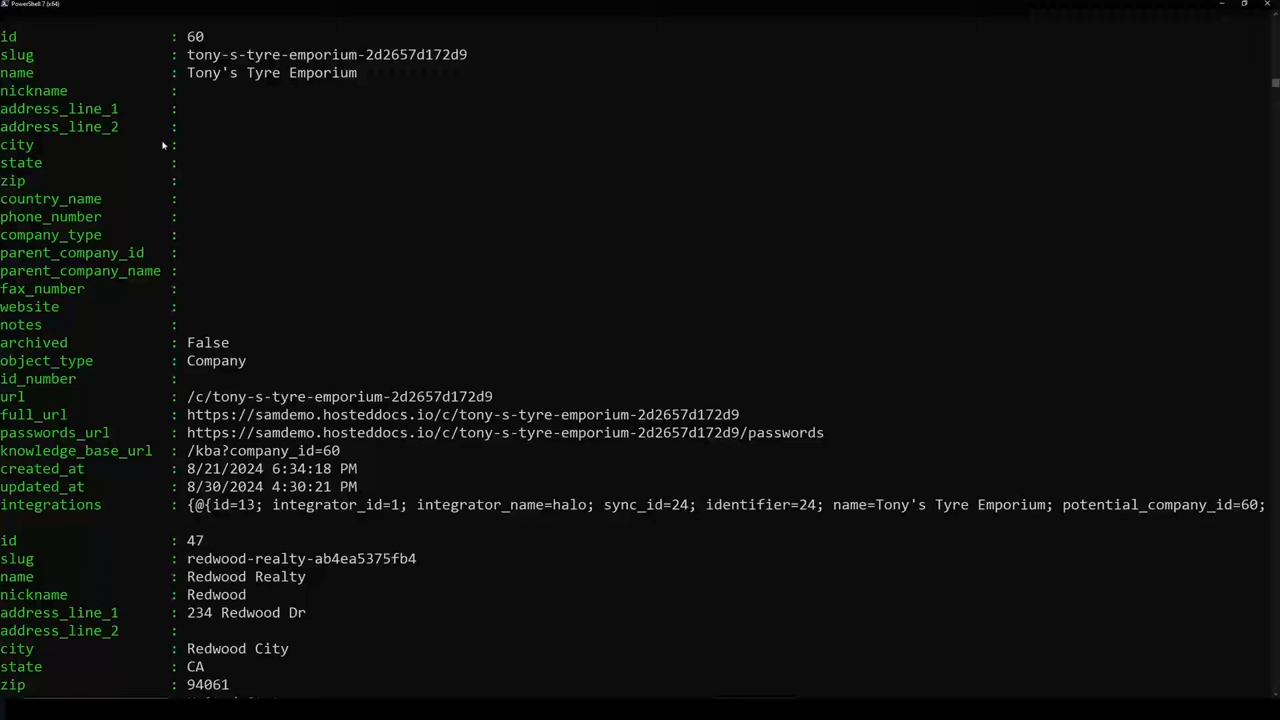 PowerShell 7 (x64)
id : 60
slug : tony-s-tyre-emporium-2d2657d172d9
name : Tony's Tyre Emporium
nickname :
address_line_1 :
address_line_2 :
city :
state :
zip :
country_name :
phone_number :
company_type :
parent_company_id :
parent_company_name :
fax_number :
website :
notes :
archived : False
object_type : Company
id_number :
url : /c/tony-s-tyre-emporium-2d2657d172d9
full_url : https://samdemo.hosteddocs.io/c/tony-s-tyre-emporium-2d2657d172d9
passwords_url : https://samdemo.hosteddocs.io/c/tony-s-tyre-emporium-2d2657d172d9/passwords
knowledge_base_url : /kba?company_id=60
created_at : 8/21/2024 6:34:18 PM
updated_at : 8/30/2024 4:30:21 PM
integrations : {@{id=13; integrator_id=1; integrator_name=halo; sync_id=24; identifier=24; name=Tony's Tyre Emporium; potential_company_id=60;
id : 47
slug : redwood-realty-ab4ea5375fb4
name : Redwood Realty
nickname : Redwood
address_line_1 : 234 Redwood Dr
address_line_2 :
city : Redwood City
state : CA
zip : 94061